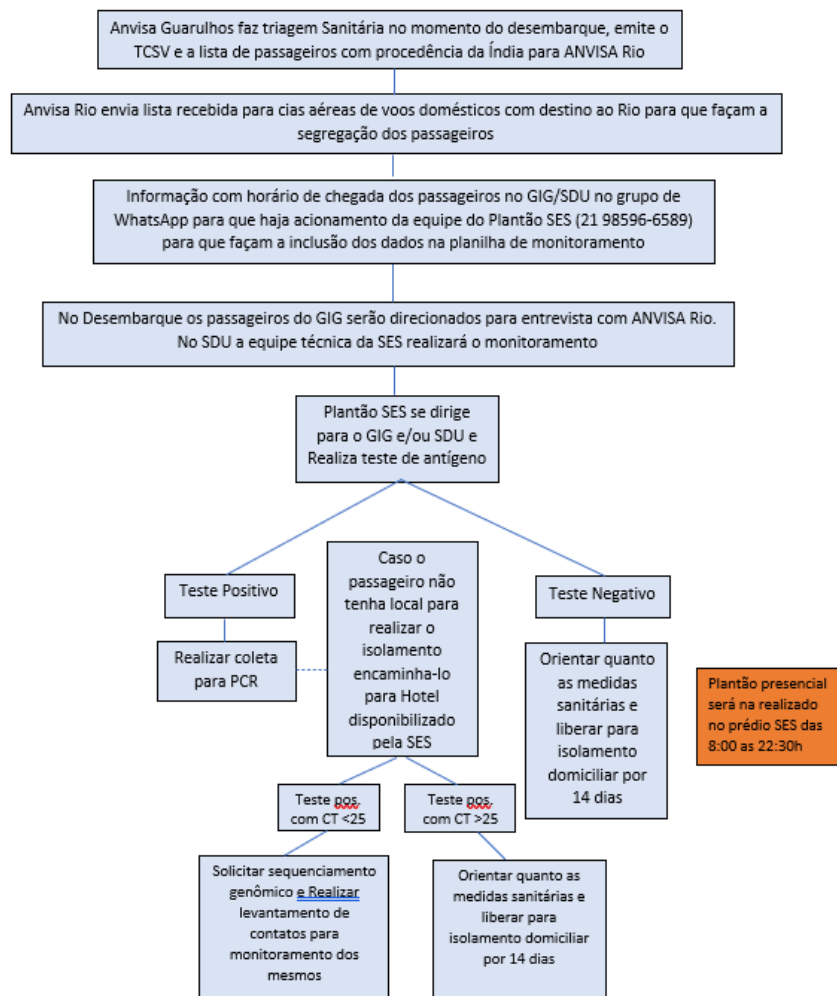 Anvisa Guarulhos faz triagem Sanitária no momento do desembarque, emite o
TCSV e a lista de passageiros com procedência da Índia para ANVISA Rio
Anvisa Rio envia lista recebida para cias aéreas de voos domésticos com destino ao Rio para que façam a
segregação dos passageiros
Informação com horário de chegada dos passageiros no GIG/SDU no grupo de
WhatsApp para que haja acionamento da equipe do Plantão SES (21 98596-6589)
para que façam a inclusão dos dados na planilha de monitoramento
No Desembarque os passageiros do GIG serão direcionados para entrevista com ANVISA Rio.
No SDU a equipe técnica da SES realizará o monitoramento
Plantão SES se dirige
para o GIG e/ou SDU e
Realiza teste de antígeno
Teste Positivo
Realizar coleta
para PCR
Caso o
passageiro não
tenha local para
realizar o
isolamento
encaminha-lo
para Hotel
disponibilizado
pela SES
Teste Negativo
Orientar quanto
as medidas
sanitárias e
liberar para
isolamento
domiciliar por
14 dias
Plantão presencial
será na realizado
no prédio SES das
8:00 as 22:30h
Teste pos.
com CT <25
Teste pos.
com CT >25
Solicitar sequenciamento
genômico e Realizar
levantamento de
contatos para
monitoramento dos
mesmos
Orientar quanto as
medidas sanitárias e
liberar para
isolamento domiciliar
por 14 dias